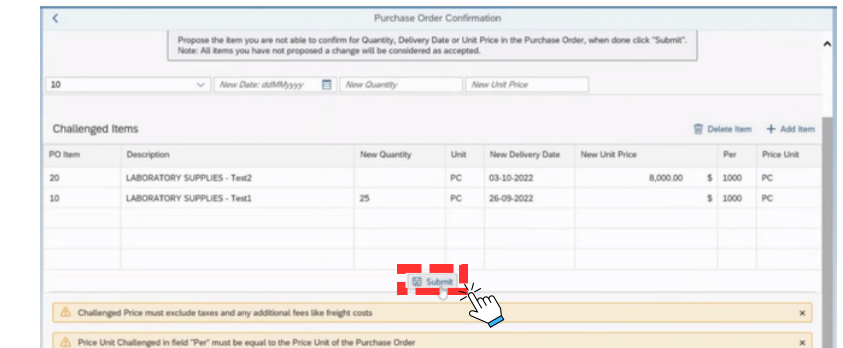 Purchase Order Confirmation
Propose the item you are not able to confirm for Quantity, Delivery Date or Unit Price in the Purchase Order, when done click "Submit".
Note: All items you have not proposed a change will be considered as accepted.
10 New Date: ddMMyyyy New Quantity New Unit Price
Challenged Items Delete Item + Add Item
PO Item Description New Quantity Unit New Delivery Date New Unit Price Per Price Unit
20 LABORATORY SUPPLIES - Test2 PC 03-10-2022 8,000.00 $ 1000 PC
10 LABORATORY SUPPLIES - Test1 25 PC 26-09-2022 $ 1000 PC
Submit
Challenged Price must exclude taxes and any additional fees like freight costs
Price Unit Challenged in field "Per" must be equal to the Price Unit of the Purchase Order